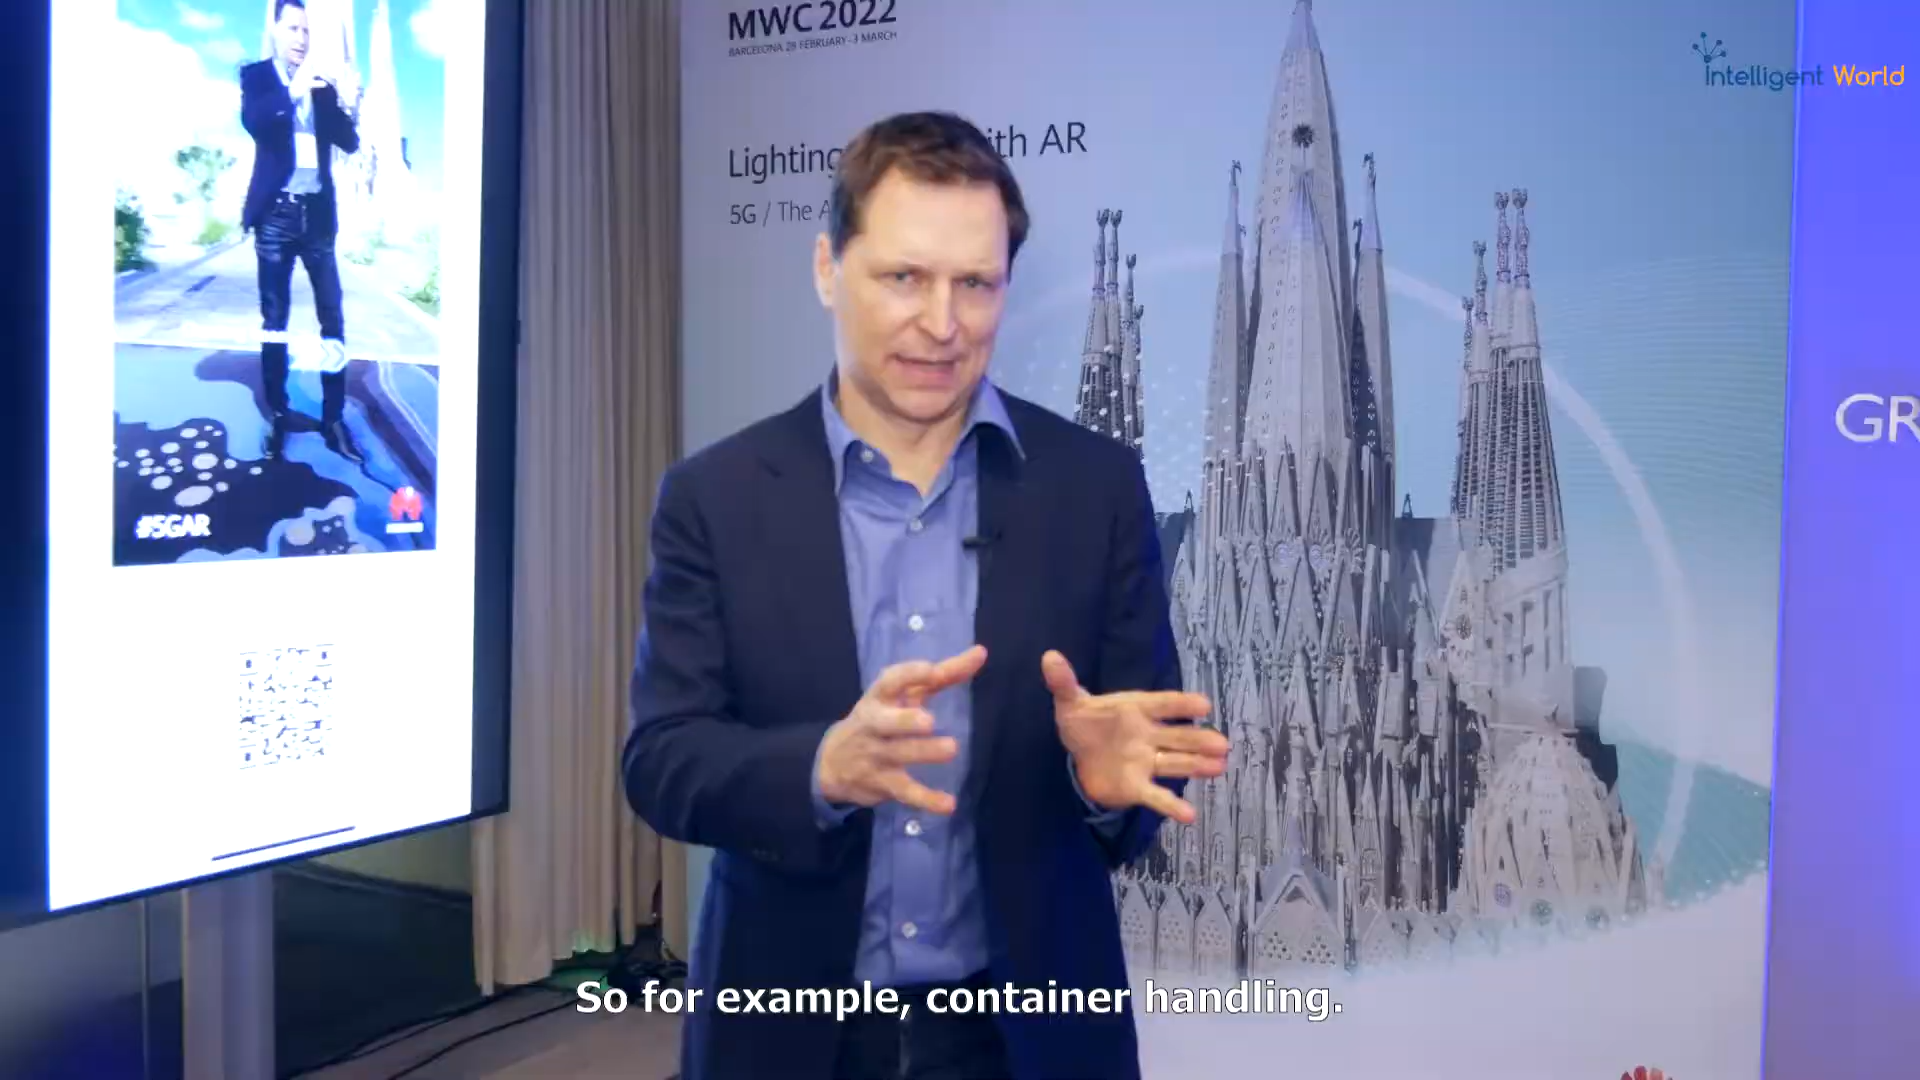 MWC 2022
BARCELONA 28 FEBRUARY-3 MARCH
Intelligent World
Lighting ith AR
5G / The A
GR
#5GAR
So for example, container handling.